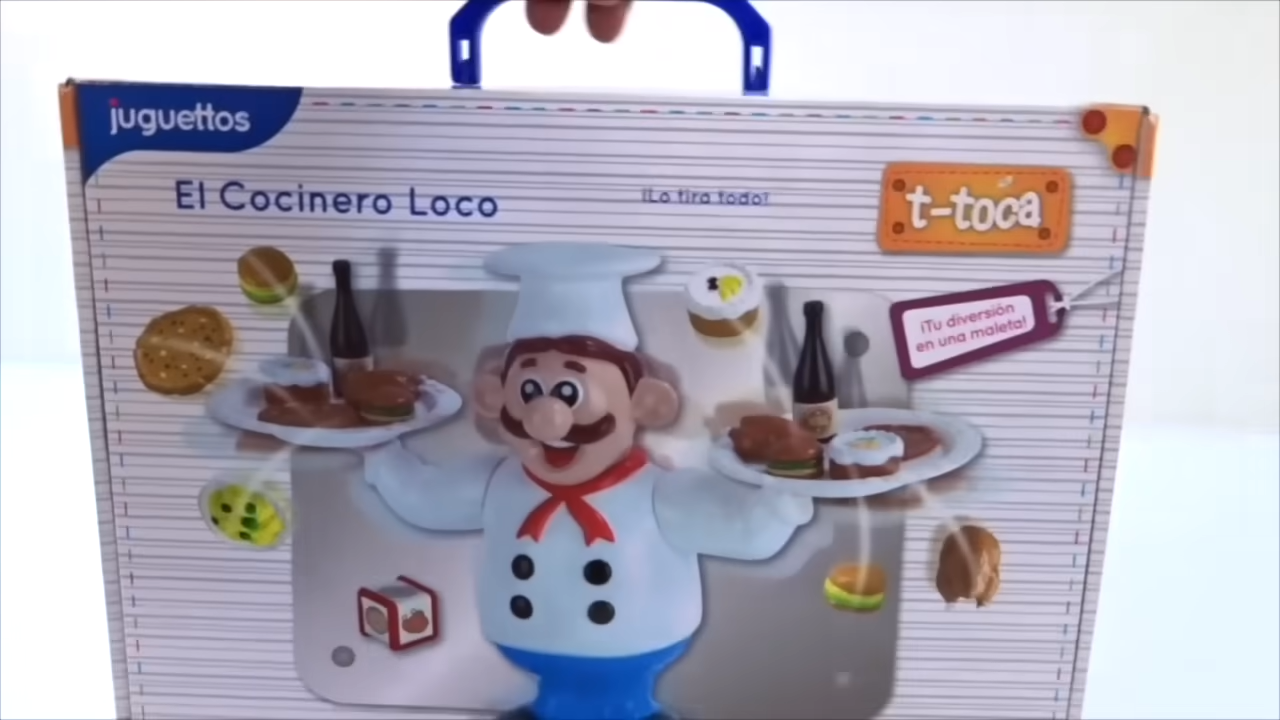 juguettos
El Cocinero Loco
¡Lo tira todo!
t-toca
¡Tu diversión
en una maleta!